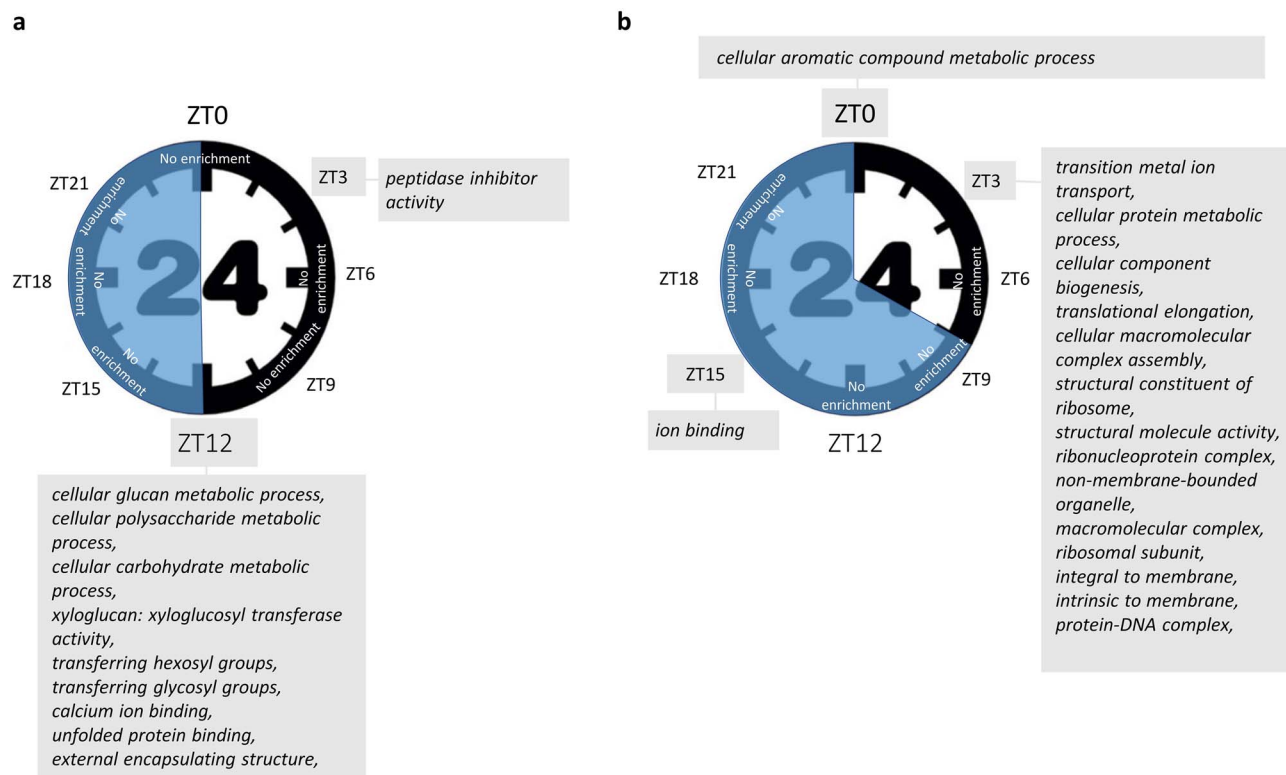 a
ZT0
No enrichment
ZT3
peptidase inhibitor
activity
ZT21
No
enrichment
24
ZT18
No
enrichment
No
enrichment
ZT6
No
enrichment
ZT15
No enrichment
ZT9
ZT12
cellular glucan metabolic process,
cellular polysaccharide metabolic
process,
cellular carbohydrate metabolic
process,
xyloglucan: xyloglucosyl transferase
activity,
transferring hexosyl groups,
transferring glycosyl groups,
calcium ion binding,
unfolded protein binding,
external encapsulating structure,
b
cellular aromatic compound metabolic process
ZT0
ZT21
No
enrichment
24
ZT3
transition metal ion
transport,
cellular protein metabolic
process,
cellular component
biogenesis,
translational elongation,
cellular macromolecular
complex assembly,
structural constituent of
ribosome,
structural molecule activity,
ribonucleoprotein complex,
non-membrane-bounded
organelle,
macromolecular complex,
ribosomal subunit,
integral to membrane,
intrinsic to membrane,
protein-DNA complex,
ZT18
No
enrichment
No
enrichment
ZT6
No
enrichment
ZT9
No
enrichment
ZT15
ion binding
ZT12